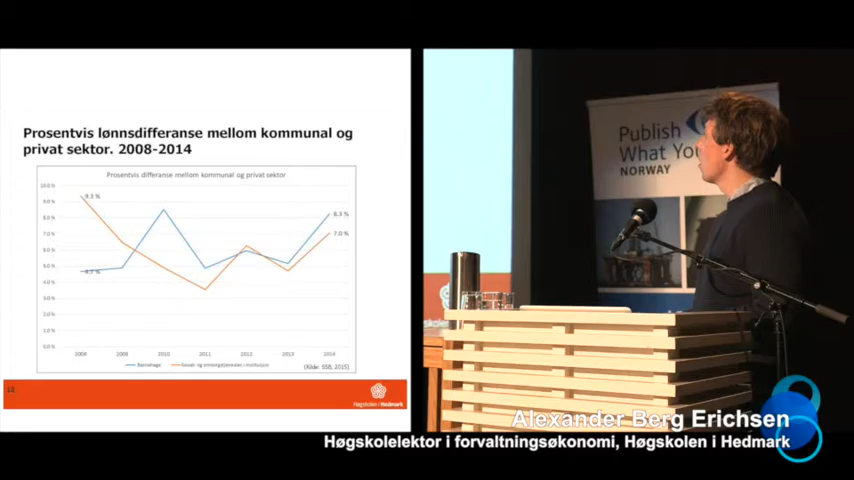 Prosentvis lønnsdifferanse mellom kommunal og
privat sektor. 2008-2014
Prosentvis differanse mellom kommunal og privat sektor
10.0 %
9.0 %
8.0 %
7.0 %
6.0 %
5.0 %
4.0 %
3.0 %
2.0 %
1.0 %
0.0 %
9.3 %
4.7 %
8.3 %
7.0 %
2008
2009
2010
2011
2012
2013
2014
Barnehage
(Kilde: SSB, 2015)
Høgskolen i Hedmark
Publish
What You
NORWAY
Alexander Berg Erichsen
Høgskolelektor i forvaltningsøkonomi, Høgskolen i Hedmark